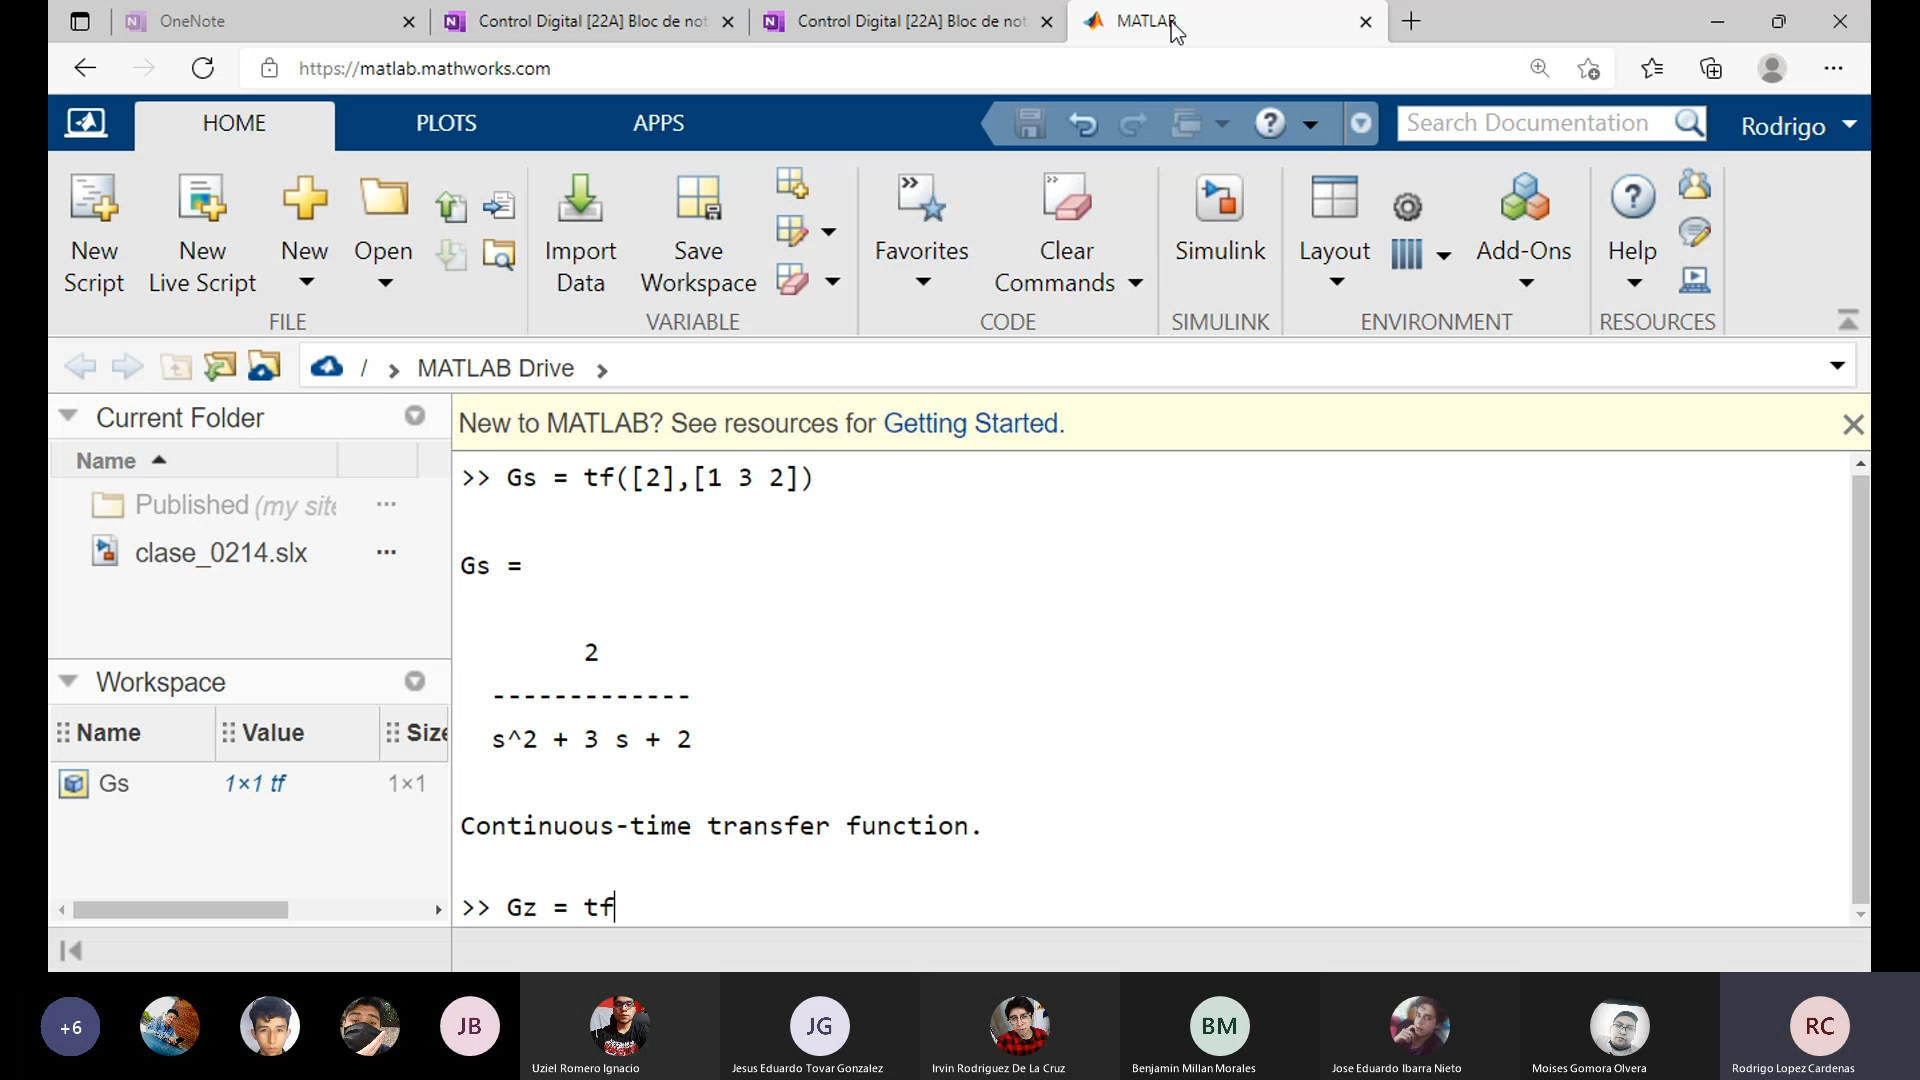 OneNote
Control Digital [22A] Bloc de not
Control Digital [22A] Bloc de not
MATLAB
https://matlab.mathworks.com
HOME
PLOTS
APPS
Search Documentation
Rodrigo
New Script
New Live Script
New
Open
Import Data
Save Workspace
Favorites
Clear Commands
Simulink
Layout
Add-Ons
Help
FILE
VARIABLE
CODE
SIMULINK
ENVIRONMENT
RESOURCES
/ › MATLAB Drive ›
Current Folder
Name
Published (my site
clase_0214.slx
Workspace
Name Value Size
Gs 1×1 tf 1×1
New to MATLAB? See resources for Getting Started.
>> Gs = tf([2],[1 3 2])
Gs =
2
-------------
s^2 + 3 s + 2
Continuous-time transfer function.
>> Gz = tf
+6
JB
JG
BM
RC
Uziel Romero Ignacio
Jesus Eduardo Tovar Gonzalez
Irvin Rodriguez De La Cruz
Benjamin Millan Morales
Jose Eduardo Ibarra Nieto
Moises Gomora Olvera
Rodrigo Lopez Cardenas